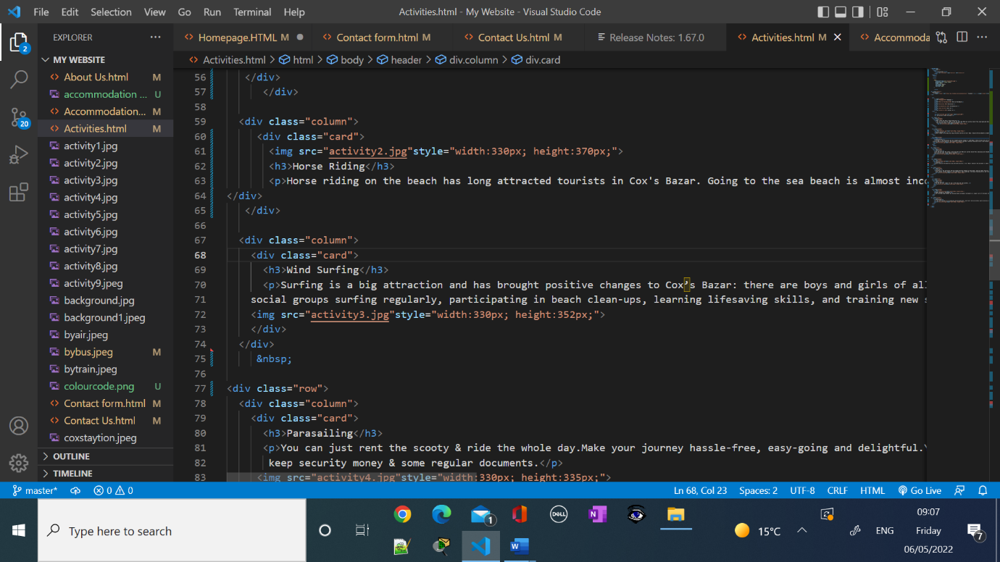 File Edit Selection View Go Run Terminal Help
Activities.html - My Website - Visual Studio Code
EXPLORER
Homepage.HTML M
Contact form.html M
Contact Us.html M
Release Notes: 1.67.0
Activities.html M
Accommoda
MY WEBSITE
Activities.html > html > body > header > div.column > div.card
2
20
About Us.html M
accommodation ... U
Accommodation... M
Activities.html M
activity1.jpg
activity2.jpg
activity3.jpg
activity4.jpg
activity5.jpg
activity6.jpg
activity7.jpg
activity8.jpg
activity9.jpeg
background.jpg
background1.jpeg
byair.jpeg
bybus.jpeg M
bytrain.jpeg
colourcode.png U
Contact form.html M
Contact Us.html M
coxstaytion.jpeg
OUTLINE
TIMELINE
56 </div>
57 </div>
58
59 <div class="column">
60 <div class="card">
61 <img src="activity2.jpg"style="width:330px; height:370px;">
62 <h3>Horse Riding</h3>
63 <p>Horse riding on the beach has long attracted tourists in Cox's Bazar. Going to the sea beach is almost inco
64 </div>
65 </div>
66
67 <div class="column">
68 <div class="card">
69 <h3>Wind Surfing</h3>
70 <p>Surfing is a big attraction and has brought positive changes to Cox’s Bazar: there are boys and girls of all
71 social groups surfing regularly, participating in beach clean-ups, learning lifesaving skills, and training new s
72 <img src="activity3.jpg"style="width:330px; height:352px;">
73 </div>
74 </div>
75 &nbsp;
76
77 <div class="row">
78 <div class="column">
79 <div class="card">
80 <h3>Parasailing</h3>
81 <p>You can just rent the scooty & ride the whole day.Make your journey hassle-free, easy-going and delightful.Y
82 keep security money & some regular documents.</p>
83 <img src="activity4.jpg"style="width:330px; height:335px;">
master* 0 0
Ln 68, Col 23 Spaces: 2 UTF-8 CRLF HTML Go Live
Type here to search
1
DELL
N
W
15°C
ENG
09:07
Friday
06/05/2022
7